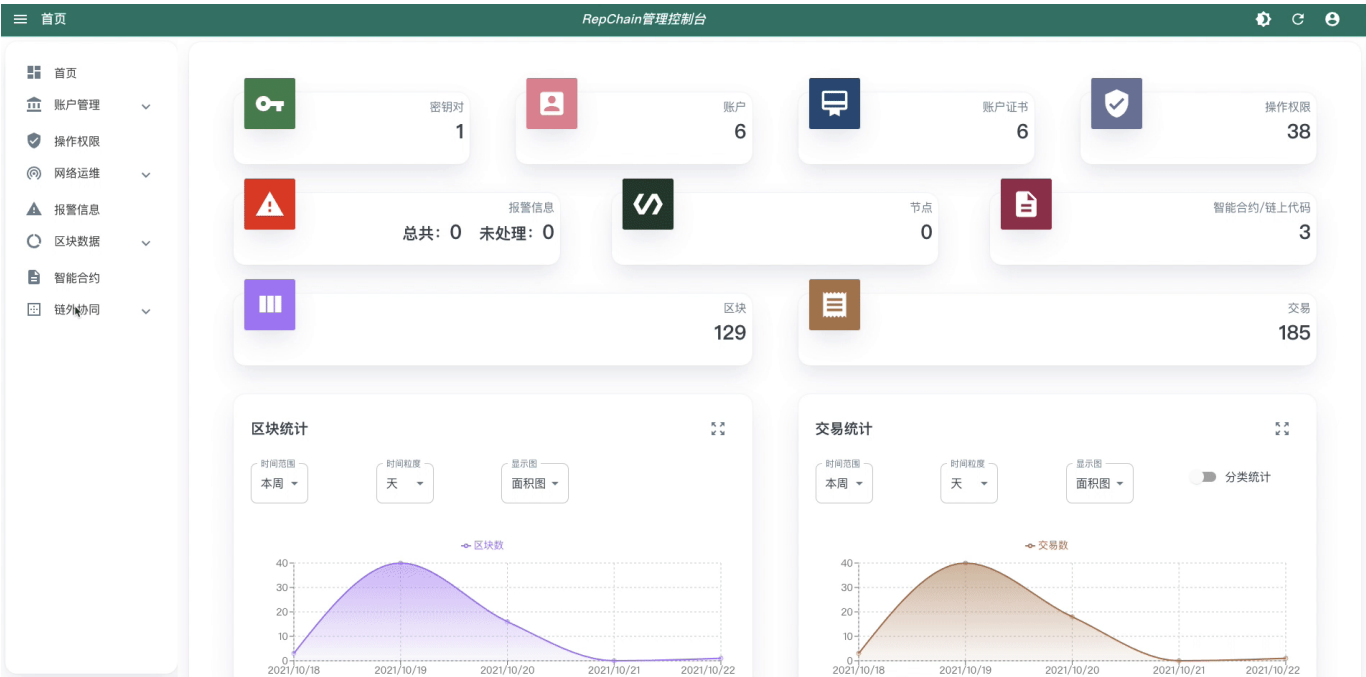 首页
RepChain管理控制台
首页
账户管理
操作权限
网络运维
报警信息
区块数据
智能合约
链外协同
密钥对
1
账户
6
账户证书
6
操作权限
38
报警信息
总共：0 未处理：0
节点
0
智能合约/链上代码
3
区块
129
交易
185
区块统计
时间范围
本周
时间粒度
天
显示图
面积图
区块数
40
30
20
10
0
2021/10/18 2021/10/19 2021/10/20 2021/10/21 2021/10/22
交易统计
时间范围
本周
时间粒度
天
显示图
面积图
分类统计
交易数
40
30
20
10
0
2021/10/18 2021/10/19 2021/10/20 2021/10/21 2021/10/22